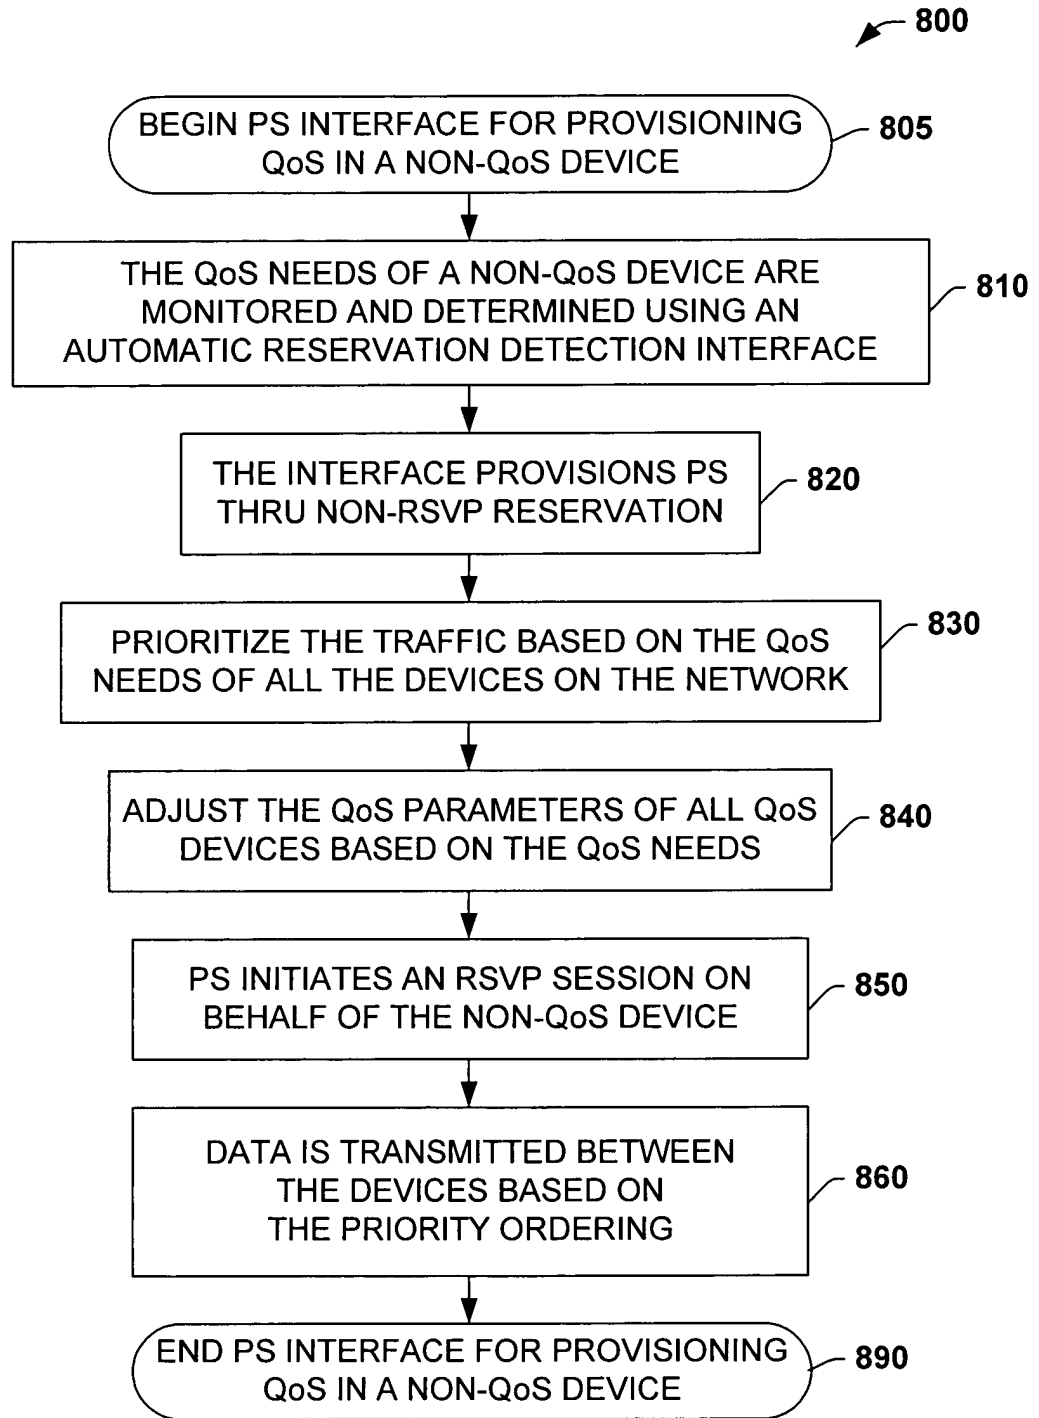 800
BEGIN PS INTERFACE FOR PROVISIONING
QoS IN A NON-QoS DEVICE
805
THE QoS NEEDS OF A NON-QoS DEVICE ARE
MONITORED AND DETERMINED USING AN
AUTOMATIC RESERVATION DETECTION INTERFACE
810
THE INTERFACE PROVISIONS PS
THRU NON-RSVP RESERVATION
820
PRIORITIZE THE TRAFFIC BASED ON THE QoS
NEEDS OF ALL THE DEVICES ON THE NETWORK
830
ADJUST THE QoS PARAMETERS OF ALL QoS
DEVICES BASED ON THE QoS NEEDS
840
PS INITIATES AN RSVP SESSION ON
BEHALF OF THE NON-QoS DEVICE
850
DATA IS TRANSMITTED BETWEEN
THE DEVICES BASED ON
THE PRIORITY ORDERING
860
END PS INTERFACE FOR PROVISIONING
QoS IN A NON-QoS DEVICE
890